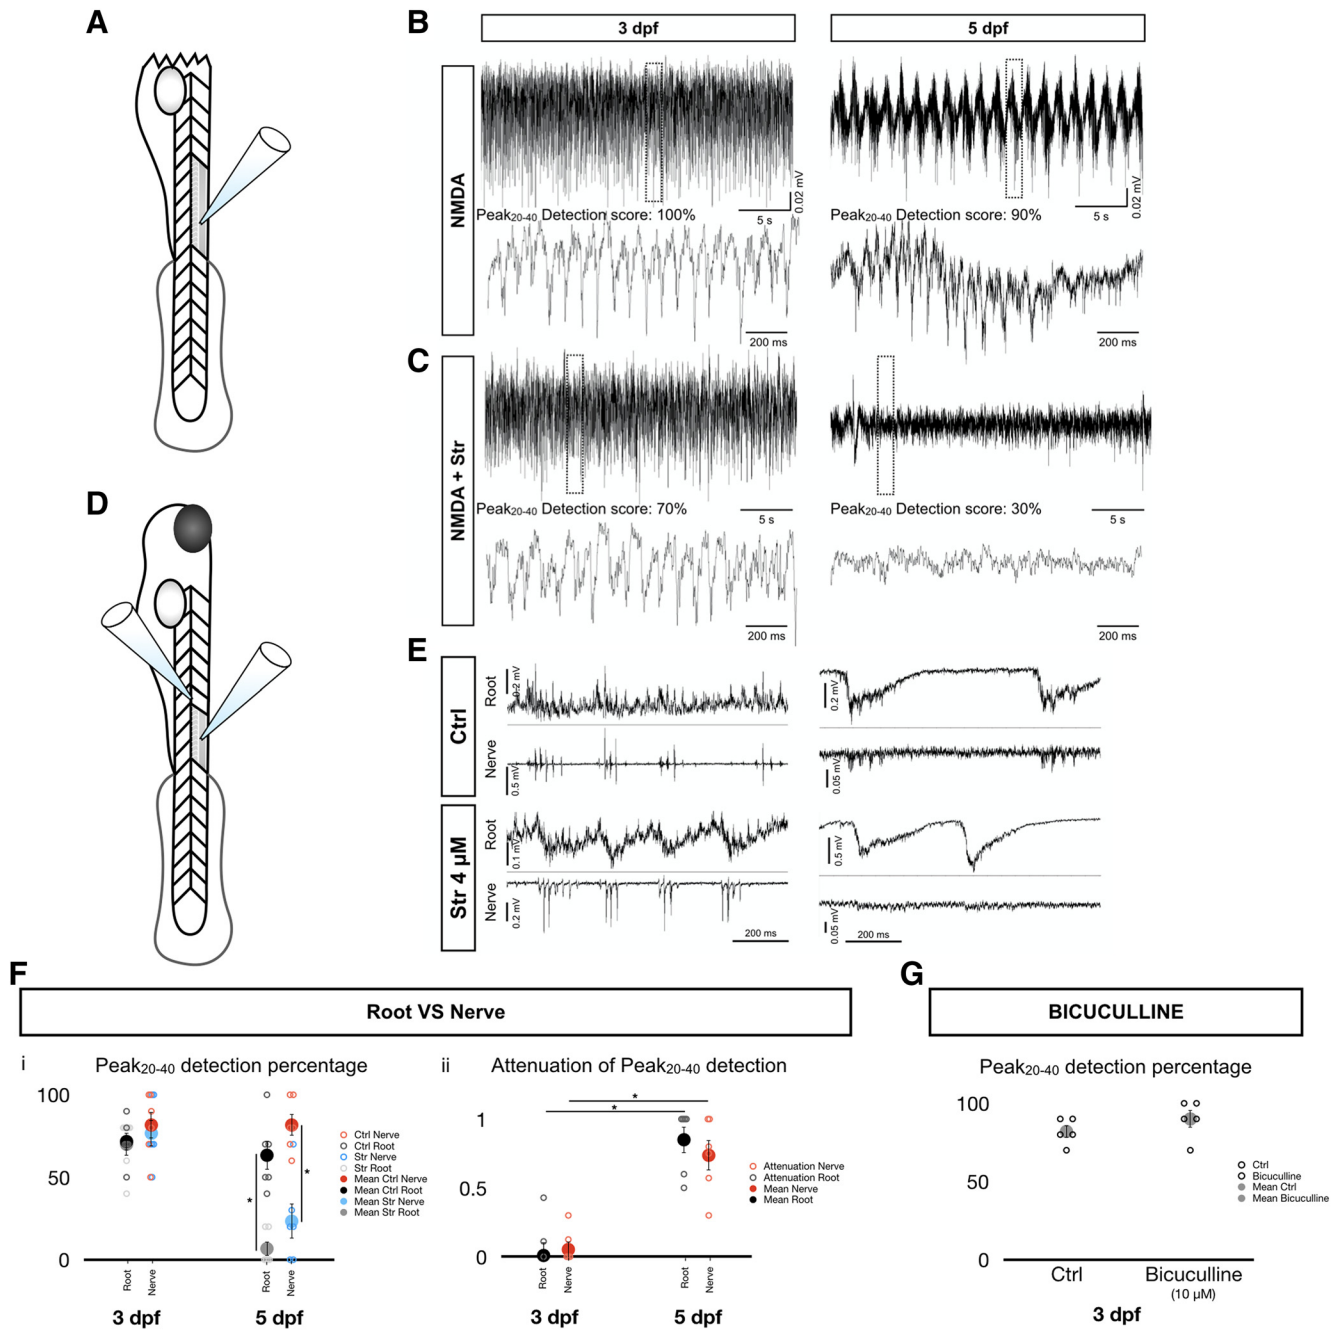 A
B
3 dpf
5 dpf
NMDA
0.02 mV
5 s
0.02 mV
5 s
Peak20-40 Detection score: 100%
Peak20-40 Detection score: 90%
200 ms
200 ms
C
NMDA + Str
Peak20-40 Detection score: 70%
5 s
Peak20-40 Detection score: 30%
5 s
200 ms
200 ms
D
E
Ctrl
Root
0.2 mV
0.2 mV
Nerve
0.5 mV
0.05 mV
Str 4 µM
Root
0.1 mV
0.5 mV
Nerve
0.2 mV
0.05 mV
200 ms
200 ms
F
Root VS Nerve
i
Peak20-40 detection percentage
100
50
0
Root
Nerve
Root
Nerve
3 dpf
5 dpf
*
*
Ctrl Nerve
Ctrl Root
Str Nerve
Str Root
Mean Ctrl Nerve
Mean Ctrl Root
Mean Str Nerve
Mean Str Root
ii
Attenuation of Peak20-40 detection
*
*
1
0.5
0
Root
Nerve
Root
Nerve
3 dpf
5 dpf
Attenuation Nerve
Attenuation Root
Mean Nerve
Mean Root
G
BICUCULLINE
Peak20-40 detection percentage
100
50
0
Ctrl
Bicuculline
(10 µM)
3 dpf
Ctrl
Bicuculline
Mean Ctrl
Mean Bicuculline